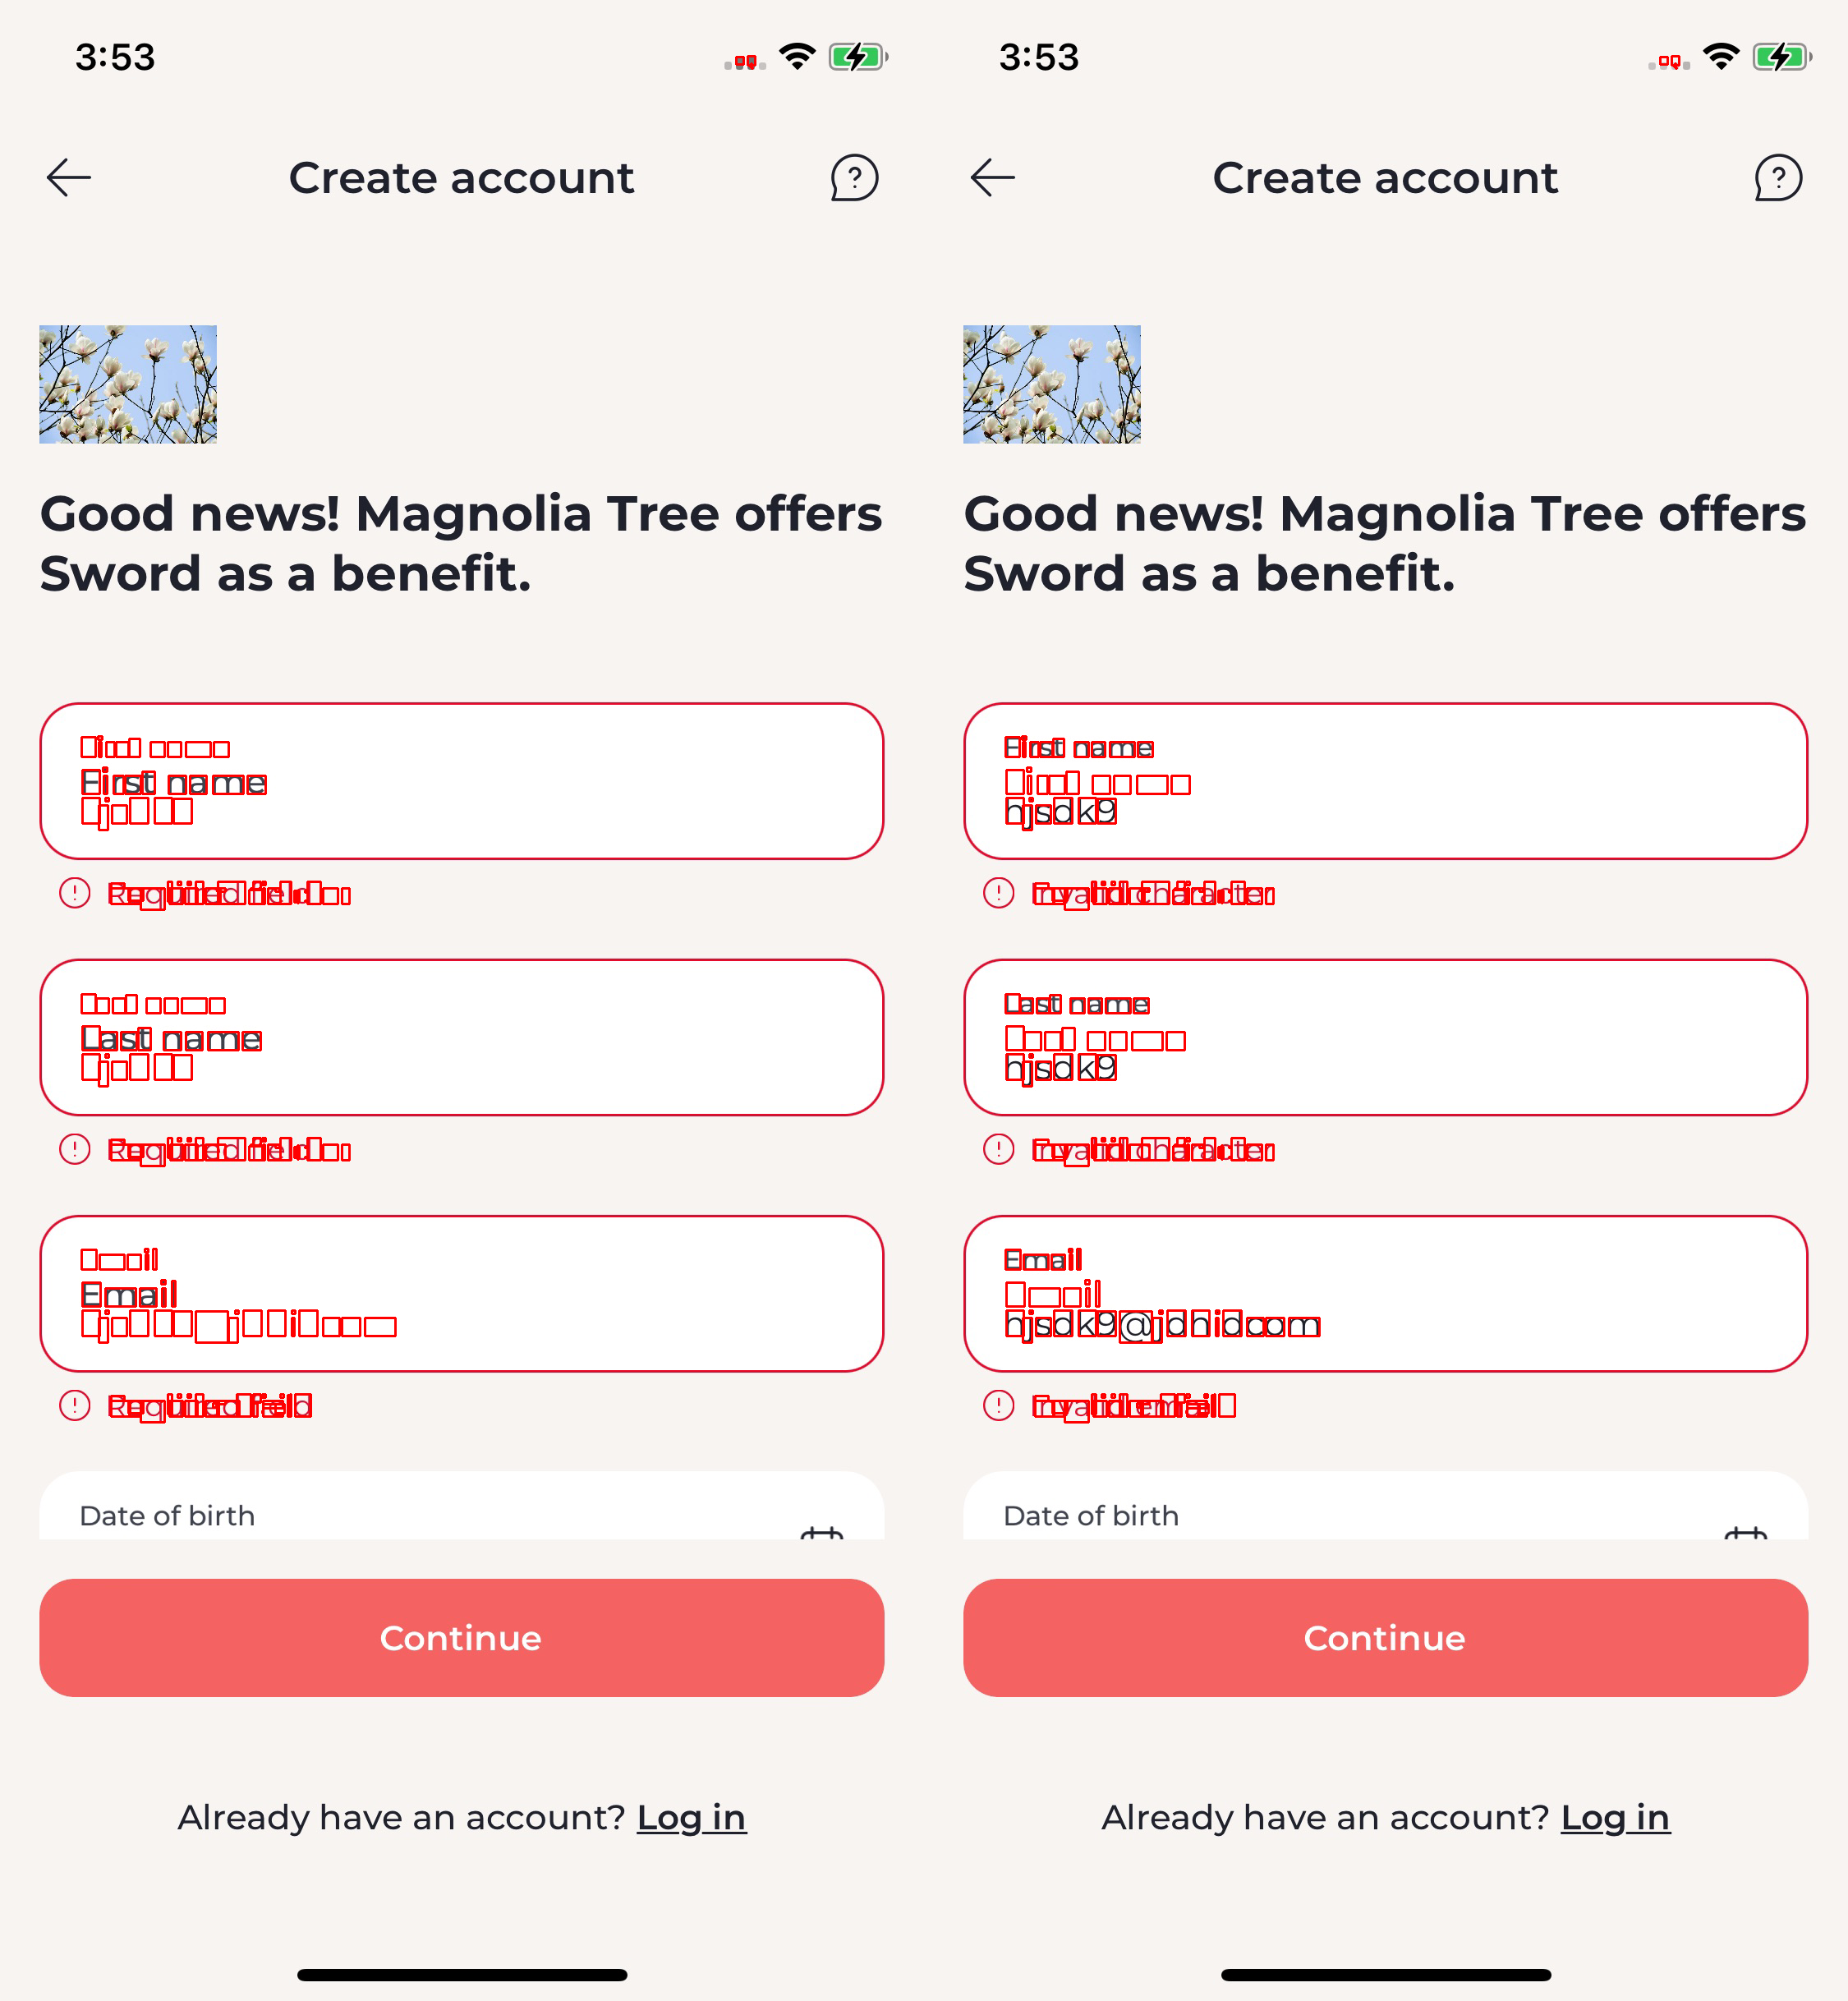 3:53
Create account
Good news! Magnolia Tree offers
Sword as a benefit.
First name
Required field
Last name
Required field
Email
Required field
Date of birth
Continue
Already have an account? Log in
3:53
Create account
Good news! Magnolia Tree offers
Sword as a benefit.
First name
hjsdk9
Invalid character
Last name
hjsdk9
Invalid character
Email
hjsdk9@jdhidcom
Invalid email
Date of birth
Continue
Already have an account? Log in